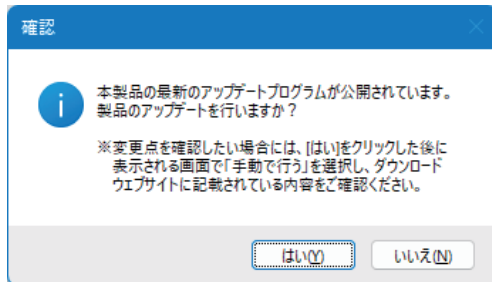 確認
本製品の最新のアップデートプログラムが公開されています。
製品のアップデートを行いますか？
※変更点を確認したい場合には、[はい]をクリックした後に
表示される画面で「手動で行う」を選択し、ダウンロード
ウェブサイトに記載されている内容をご確認ください。
はい(Y)
いいえ(N)